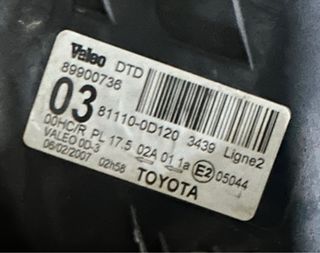 Valeo DTD
89900736
03 81110-0D120 3439 Ligne2
00HC/R PL 17.5 02A 01 1a E2 05044
VALEO 0D-3
06/02/2007 02h58 TOYOTA